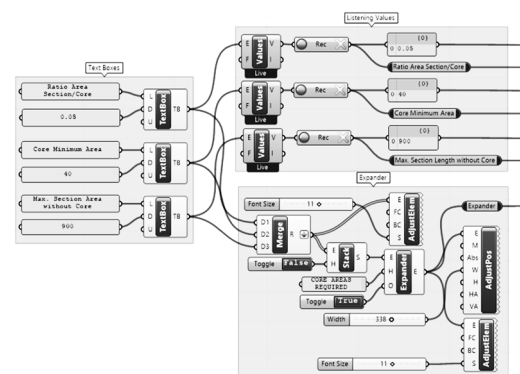 Listening Values
E
F
Values
V
I
Live
Rec
{0}
0 0.05
Ratio Area Section/Core
E
F
Values
V
I
Live
Rec
{0}
0 40
Core Minimum Area
E
F
Values
V
I
Live
Rec
{0}
0 900
Max. Section Length without Core
Text Boxes
Ratio Area
Section/Core
0.05
L
D
U
TextBox
TB
Core Minimum Area
40
L
D
U
TextBox
TB
Max. Section Area
without Core
900
L
D
U
TextBox
TB
Expander
Font Size
11
D1
D2
D3
Merge
R
E
FC
BC
S
AdjustElem
Toggle
False
E
H
Stack
S
CORE AREAS
REQUIRED
Toggle
True
E
H
O
Expander
E
Expander
E
M
Abs
W
H
HA
VA
AdjustPos
Width
338
E
FC
BC
S
AdjustElem
Font Size
11